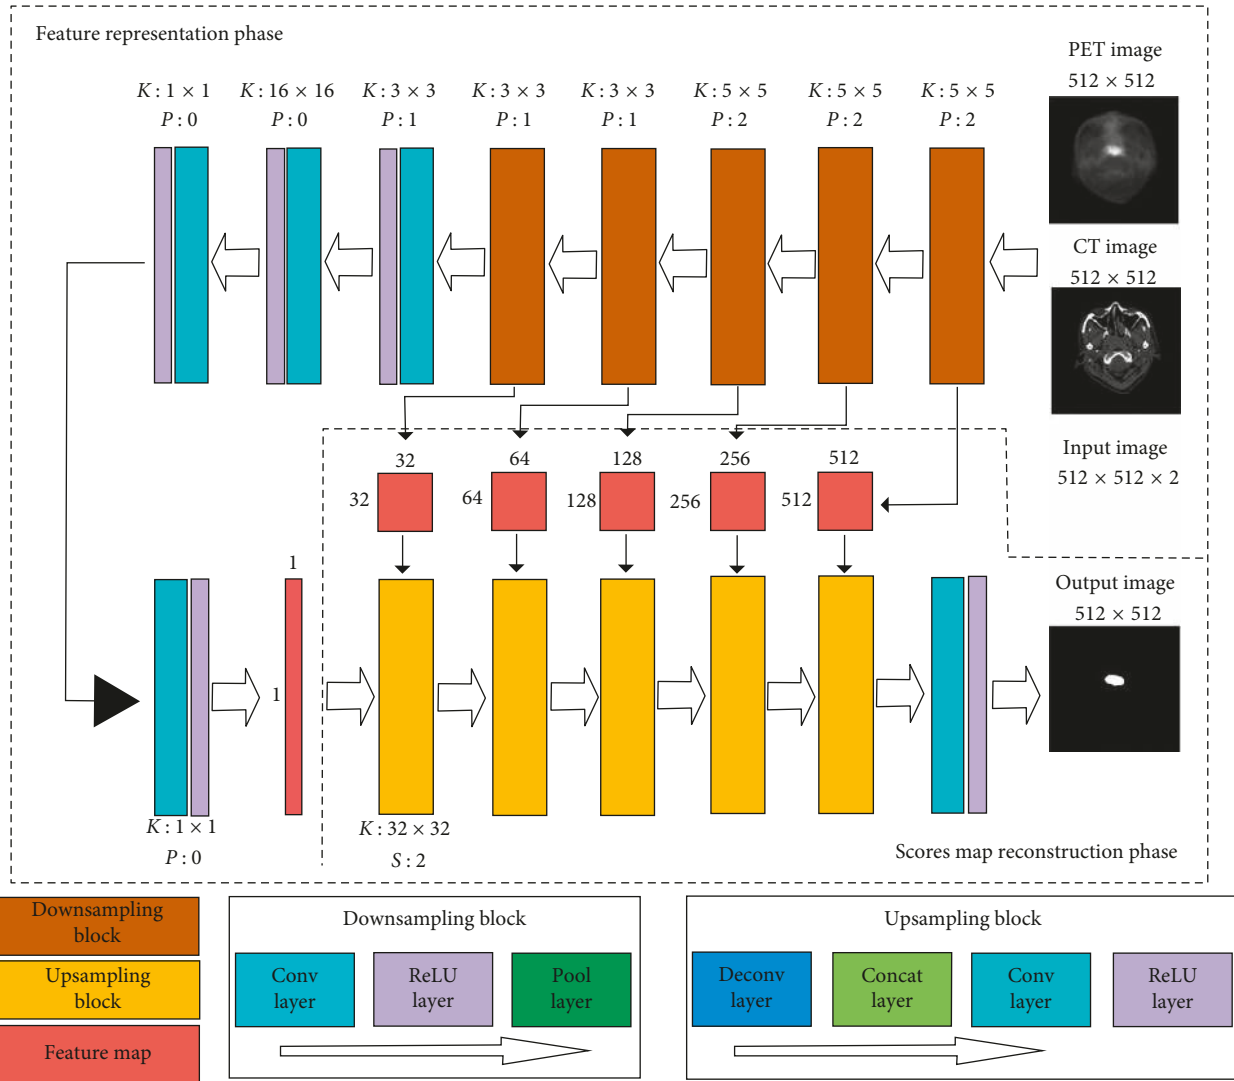 Feature representation phase
PET image
512 × 512
K : 1 × 1
P : 0
K : 16 × 16
P : 0
K : 3 × 3
P : 1
K : 3 × 3
P : 1
K : 3 × 3
P : 1
K : 5 × 5
P : 2
K : 5 × 5
P : 2
K : 5 × 5
P : 2
CT image
512 × 512
Input image
512 × 512 × 2
32
32
64
64
128
128
256
256
512
512
1
1
K : 1 × 1
P : 0
K : 32 × 32
S : 2
Output image
512 × 512
Scores map reconstruction phase
Downsampling
block
Upsampling
block
Feature map
Downsampling block
Conv
layer
ReLU
layer
Pool
layer
Upsampling block
Deconv
layer
Concat
layer
Conv
layer
ReLU
layer